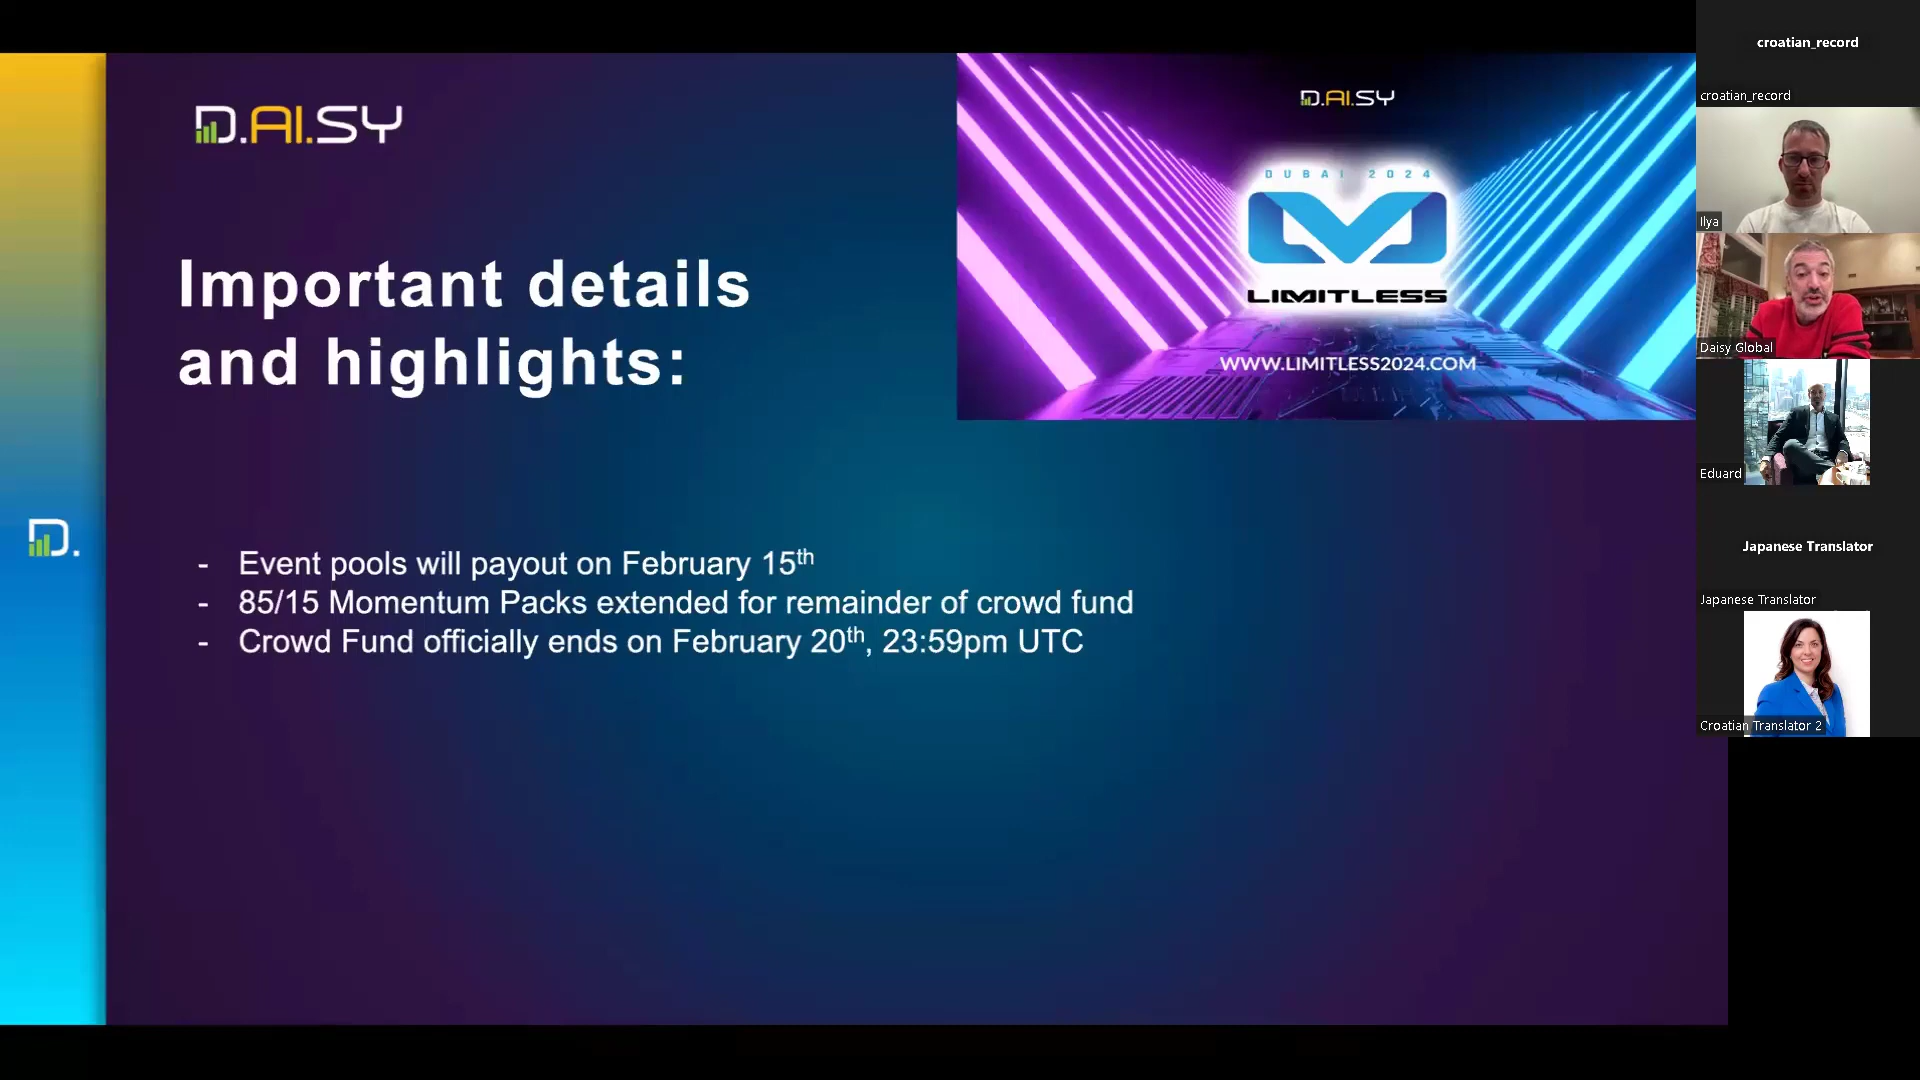 D.AI.SY
D.AI.SY
DUBAI 2024
LIMITLESS
WWW.LIMITLESS2024.COM
Important details
and highlights:
D.
- Event pools will payout on February 15th
- 85/15 Momentum Packs extended for remainder of crowd fund
- Crowd Fund officially ends on February 20th, 23:59pm UTC
croatian_record
croatian_record
Ilya
Daisy Global
Eduard
Japanese Translator
Japanese Translator
Croatian Translator 2